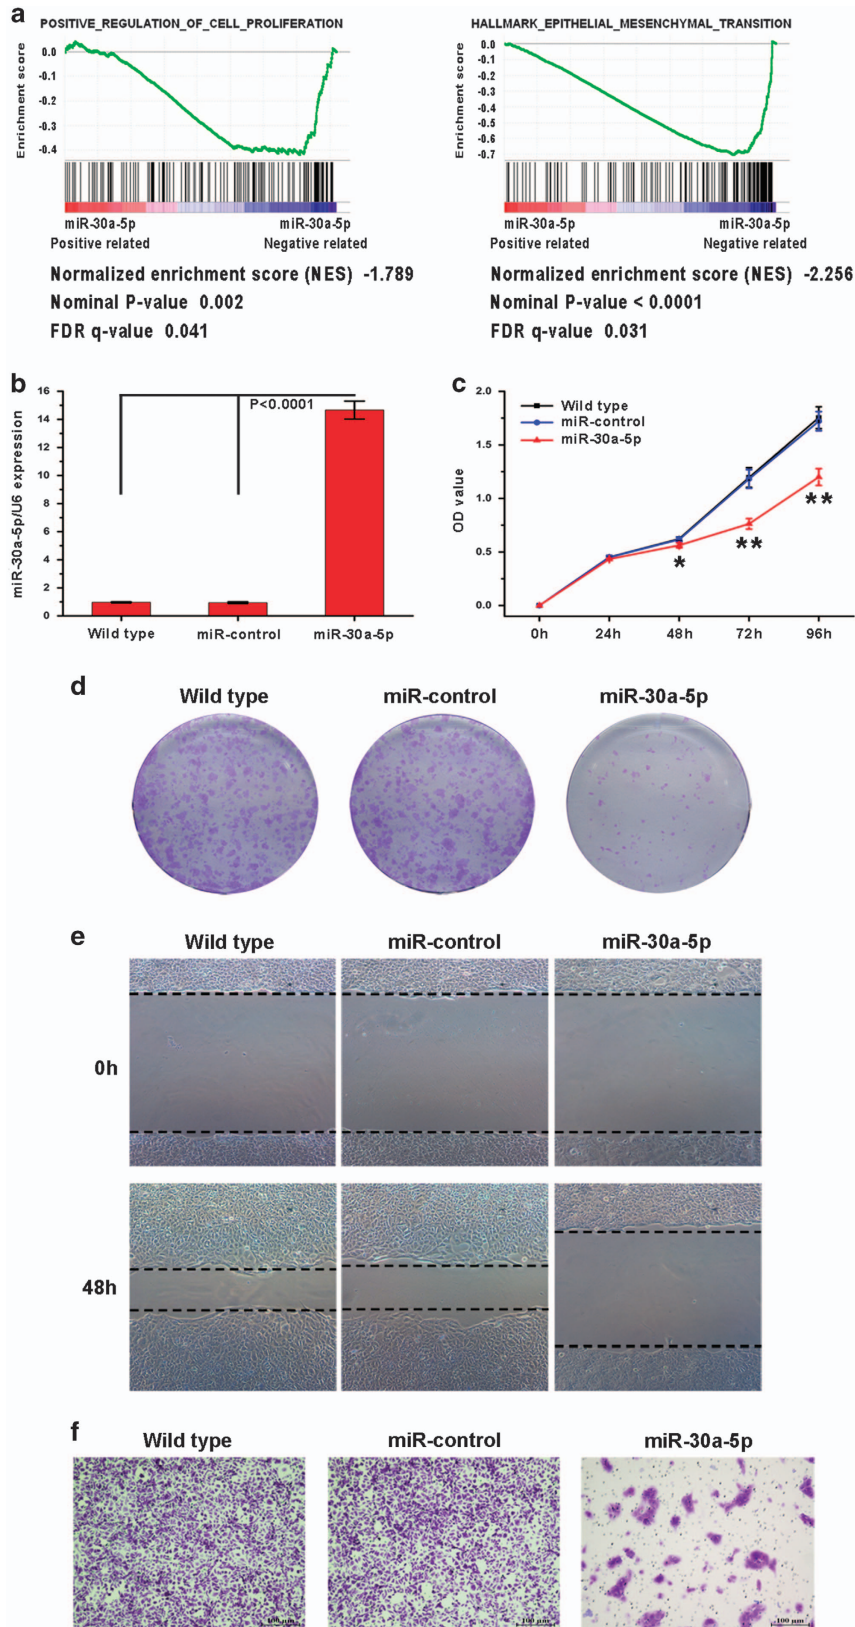 a
POSITIVE_REGULATION_OF_CELL_PROLIFERATION
Enrichment score
0.0
-0.1
-0.2
-0.3
-0.4
miR-30a-5p
Positive related
miR-30a-5p
Negative related
Normalized enrichment score (NES) -1.789
Nominal P-value 0.002
FDR q-value 0.041
HALLMARK_EPITHELIAL_MESENCHYMAL_TRANSITION
Enrichment score
0.0
-0.1
-0.2
-0.3
-0.4
-0.5
-0.6
-0.7
miR-30a-5p
Positive related
miR-30a-5p
Negative related
Normalized enrichment score (NES) -2.256
Nominal P-value < 0.0001
FDR q-value 0.031
b
miR-30a-5p/U6 expression
16
14
12
10
8
6
4
2
0
P<0.0001
Wild type
miR-control
miR-30a-5p
c
OD value
2.0
1.5
1.0
0.5
0.0
Wild type
miR-control
miR-30a-5p
*
**
**
0h
24h
48h
72h
96h
d
Wild type
miR-control
miR-30a-5p
e
Wild type
miR-control
miR-30a-5p
0h
48h
f
Wild type
miR-control
miR-30a-5p
100 μm
100 μm
100 μm